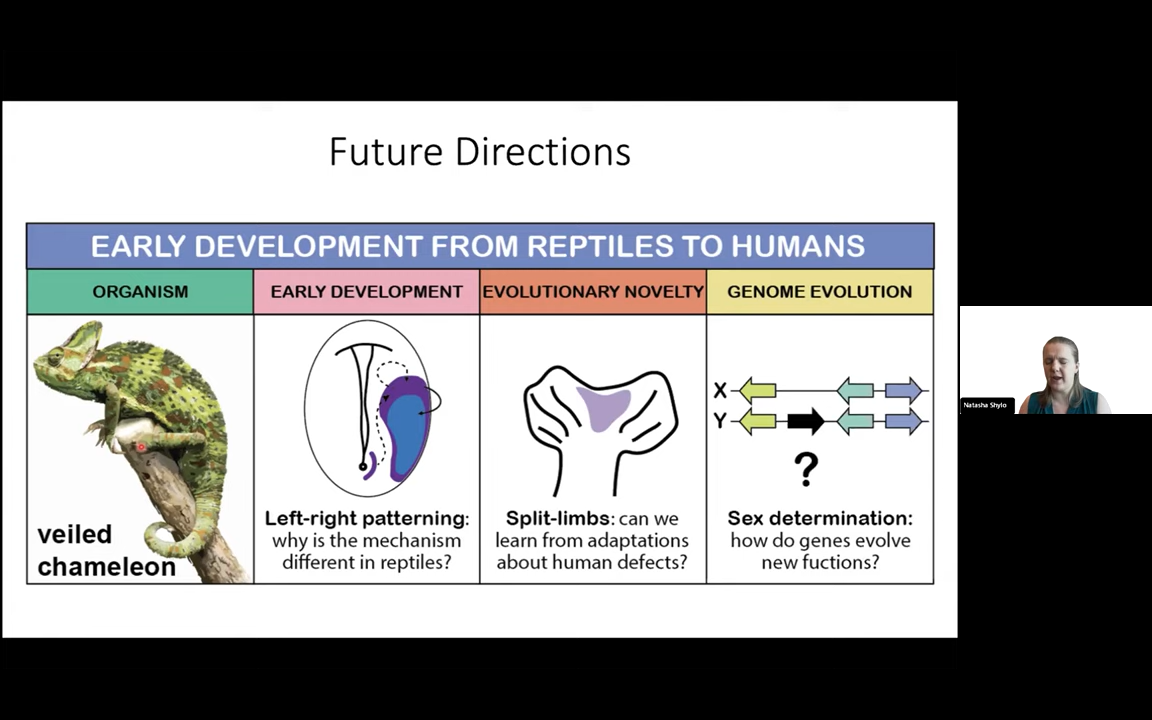 Future Directions
EARLY DEVELOPMENT FROM REPTILES TO HUMANS
ORGANISM
EARLY DEVELOPMENT
EVOLUTIONARY NOVELTY
GENOME EVOLUTION
veiled
chameleon
Left-right patterning:
why is the mechanism
different in reptiles?
Split-limbs: can we
learn from adaptations
about human defects?
X
Y
?
Sex determination:
how do genes evolve
new fuctions?
Natasha Shylo